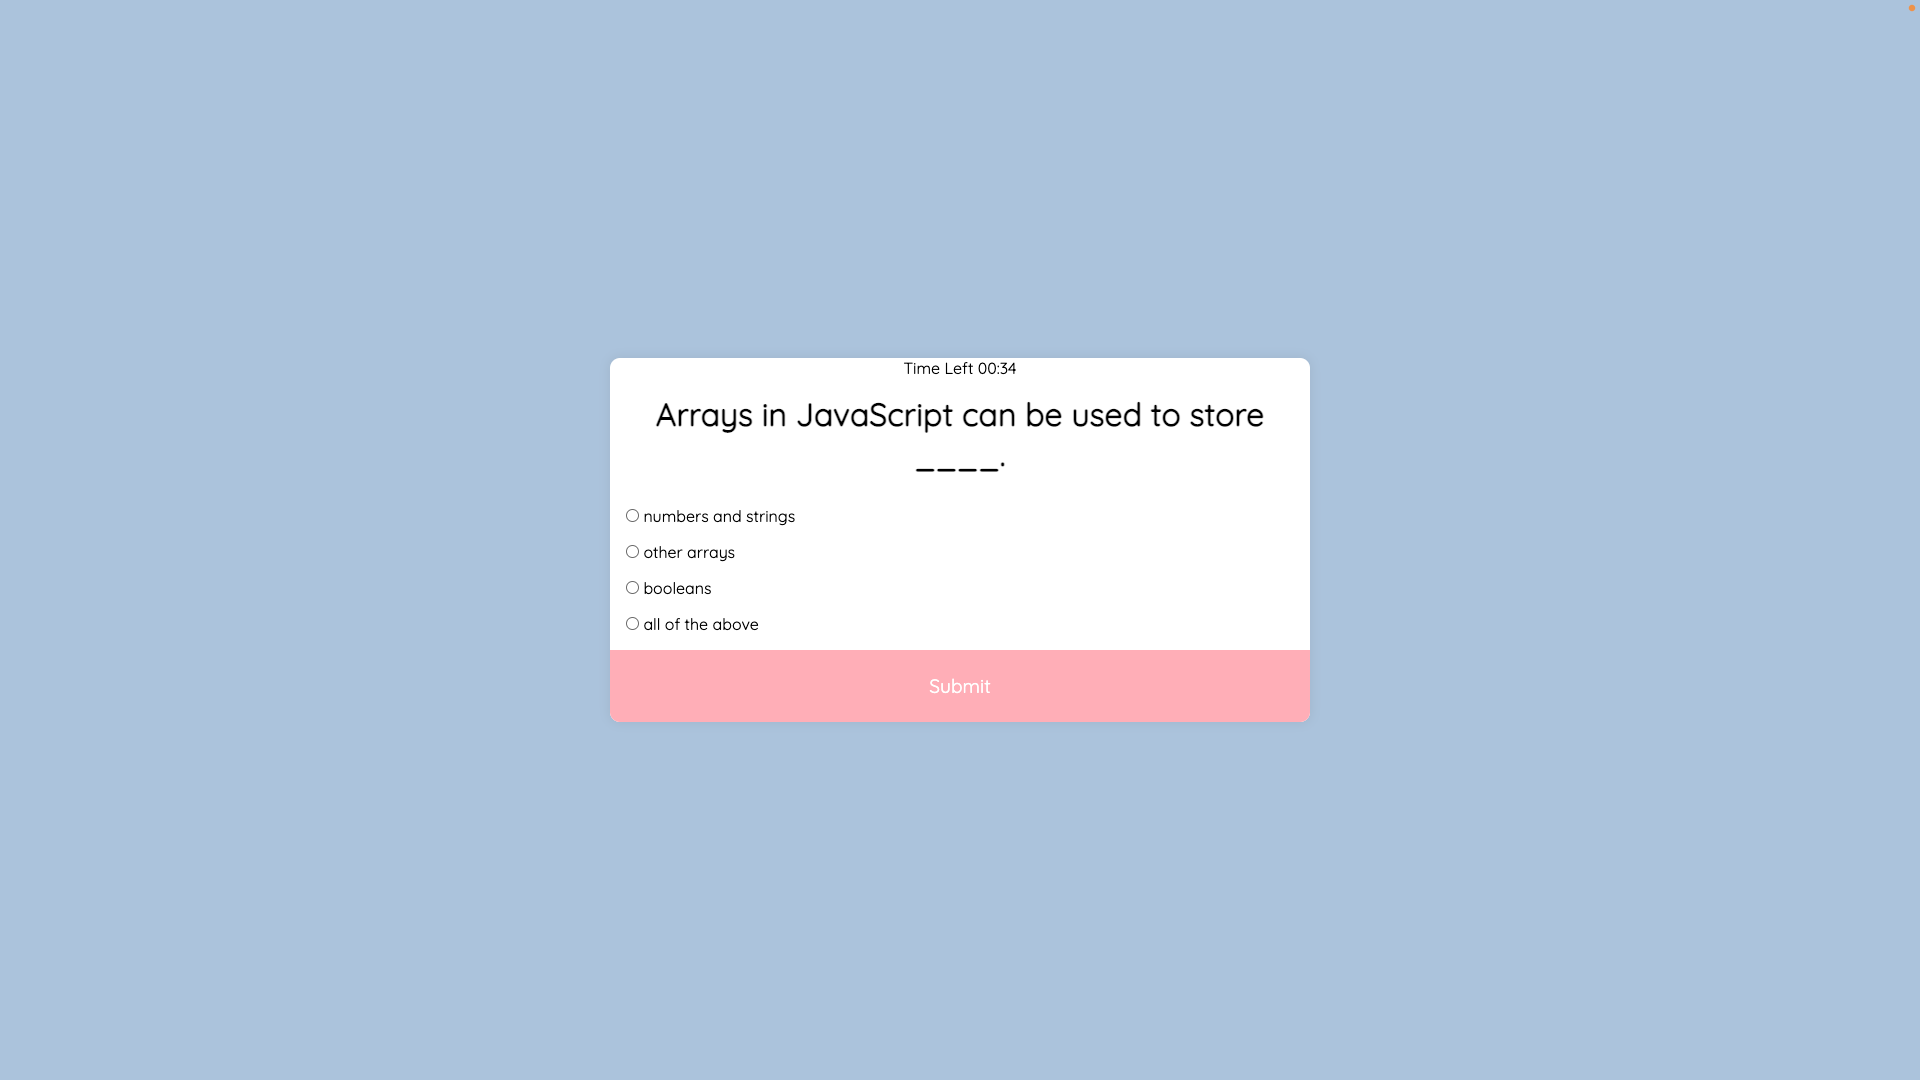 Time Left 00:34
Arrays in JavaScript can be used to store
____.
numbers and strings
other arrays
booleans
all of the above
Submit